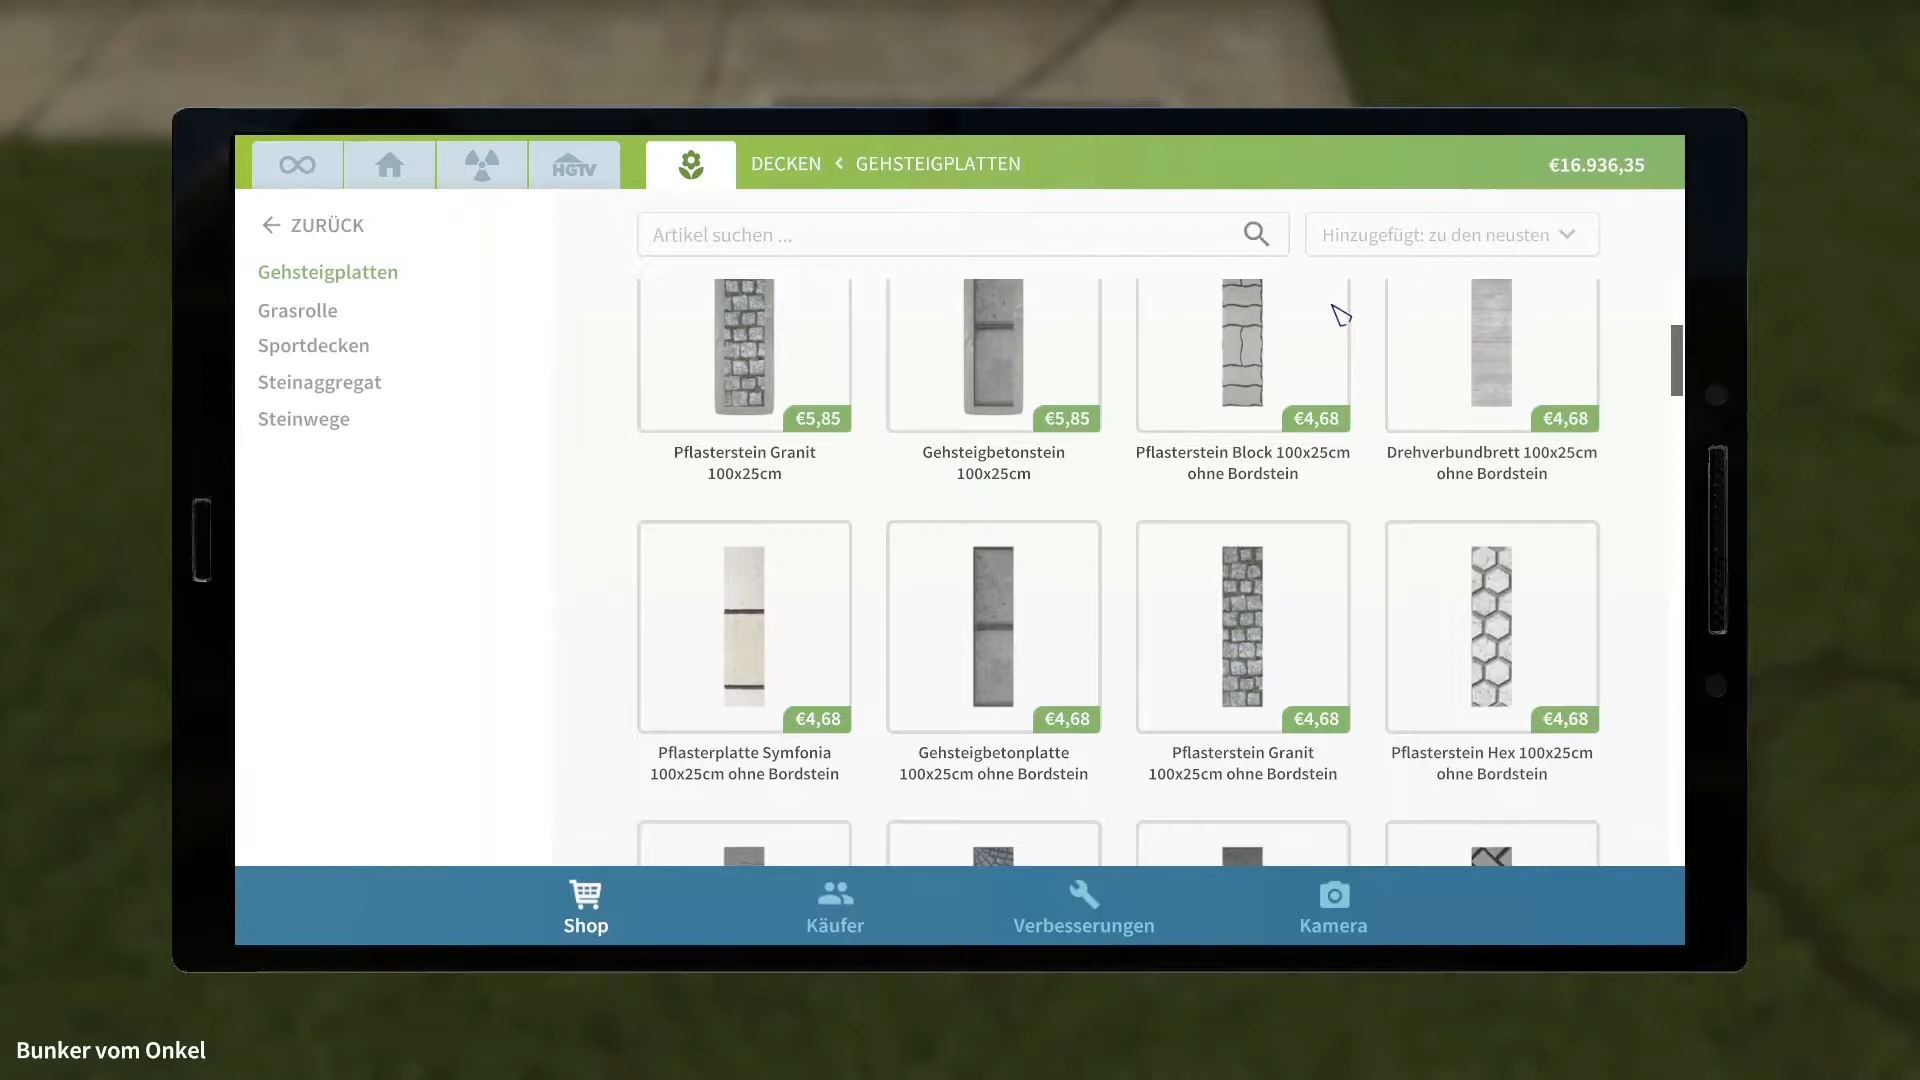 HGTV
DECKEN < GEHSTEIGPLATTEN
€16.936,35
ZURÜCK
Gehsteigplatten
Grasrolle
Sportdecken
Steinaggregat
Steinwege
Artikel suchen ...
Hinzugefügt: zu den neusten
€5,85
€5,85
€4,68
€4,68
Pflasterstein Granit
100x25cm
Gehsteigbetonstein
100x25cm
Pflasterstein Block 100x25cm
ohne Bordstein
Drehverbundbrett 100x25cm
ohne Bordstein
€4,68
€4,68
€4,68
€4,68
Pflasterplatte Symfonia
100x25cm ohne Bordstein
Gehsteigbetonplatte
100x25cm ohne Bordstein
Pflasterstein Granit
100x25cm ohne Bordstein
Pflasterstein Hex 100x25cm
ohne Bordstein
Shop
Käufer
Verbesserungen
Kamera
Bunker vom Onkel